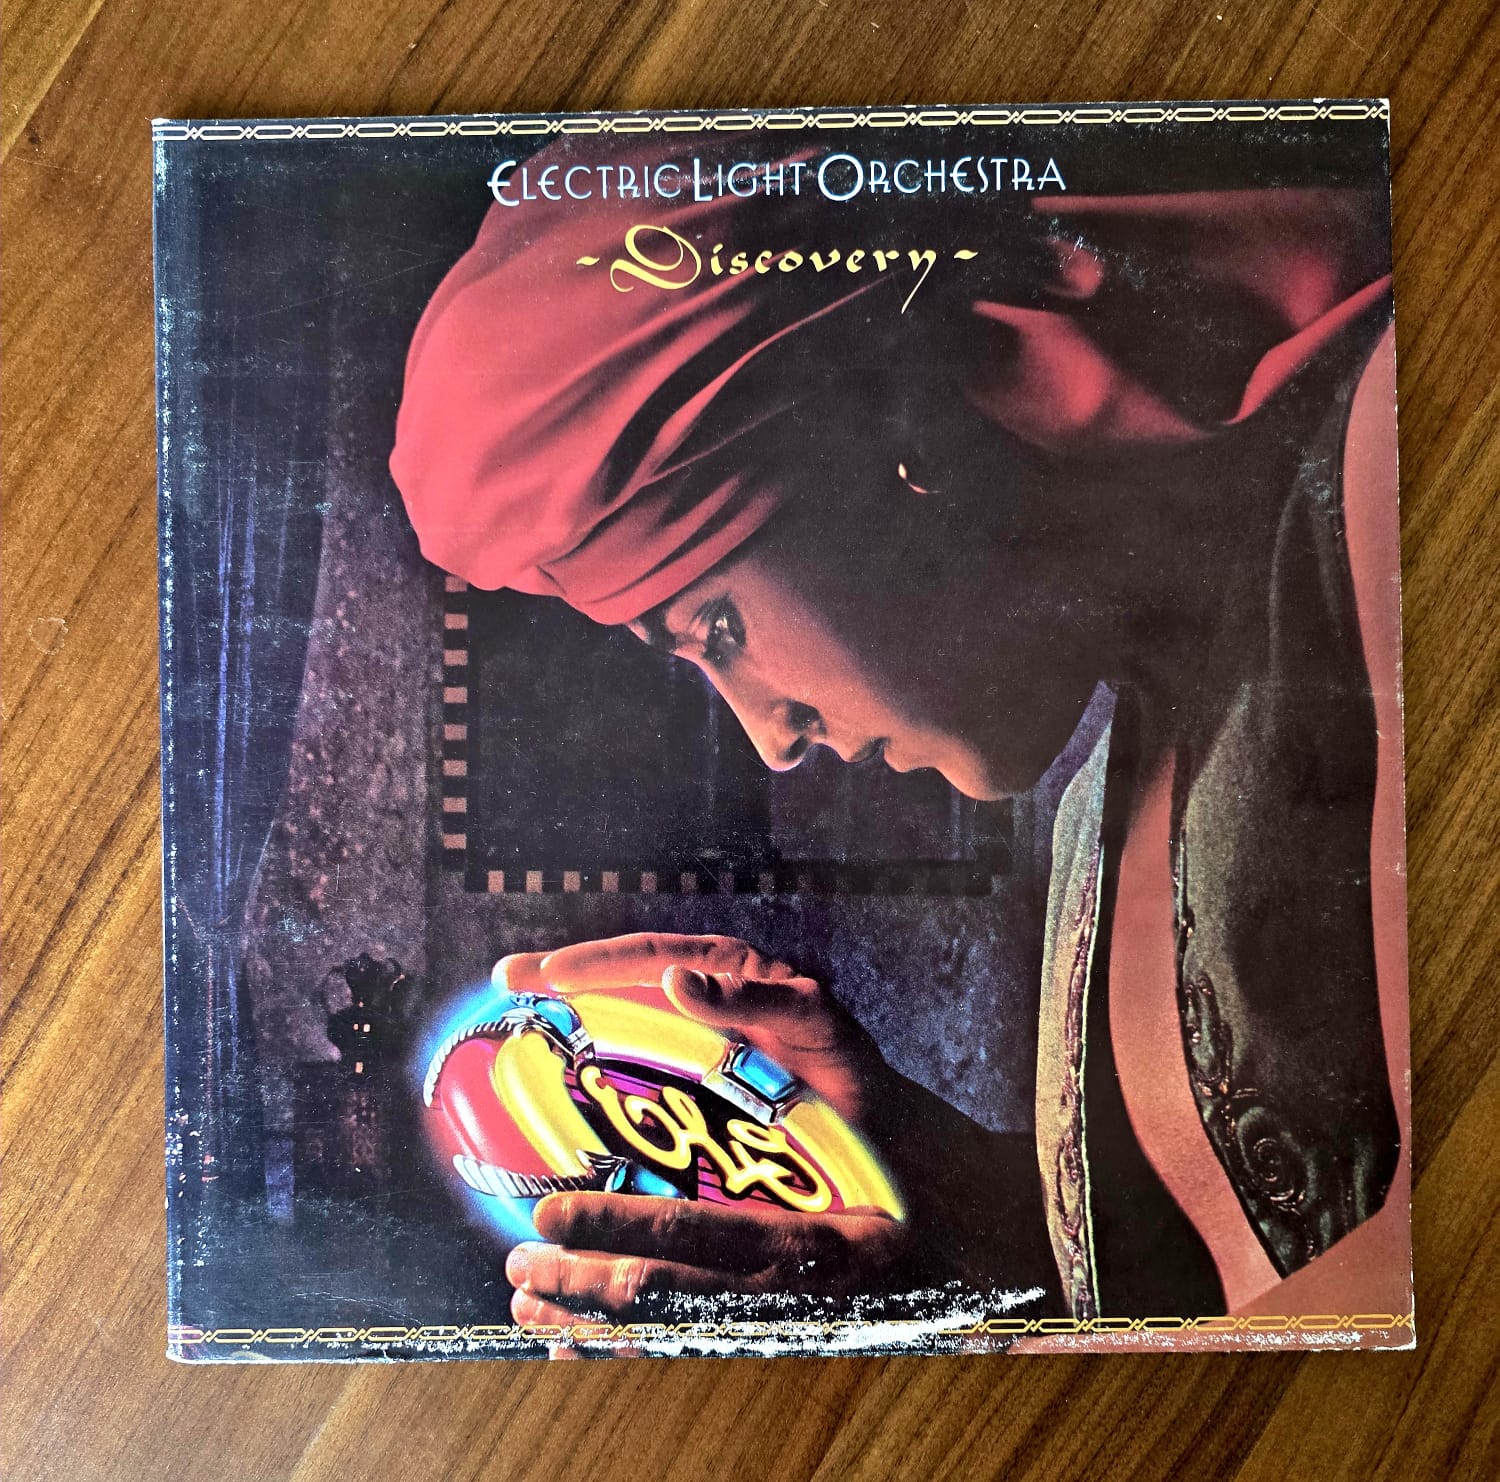 ELECTRIC LIGHT ORCHESTRA
-Discovery-
ELO